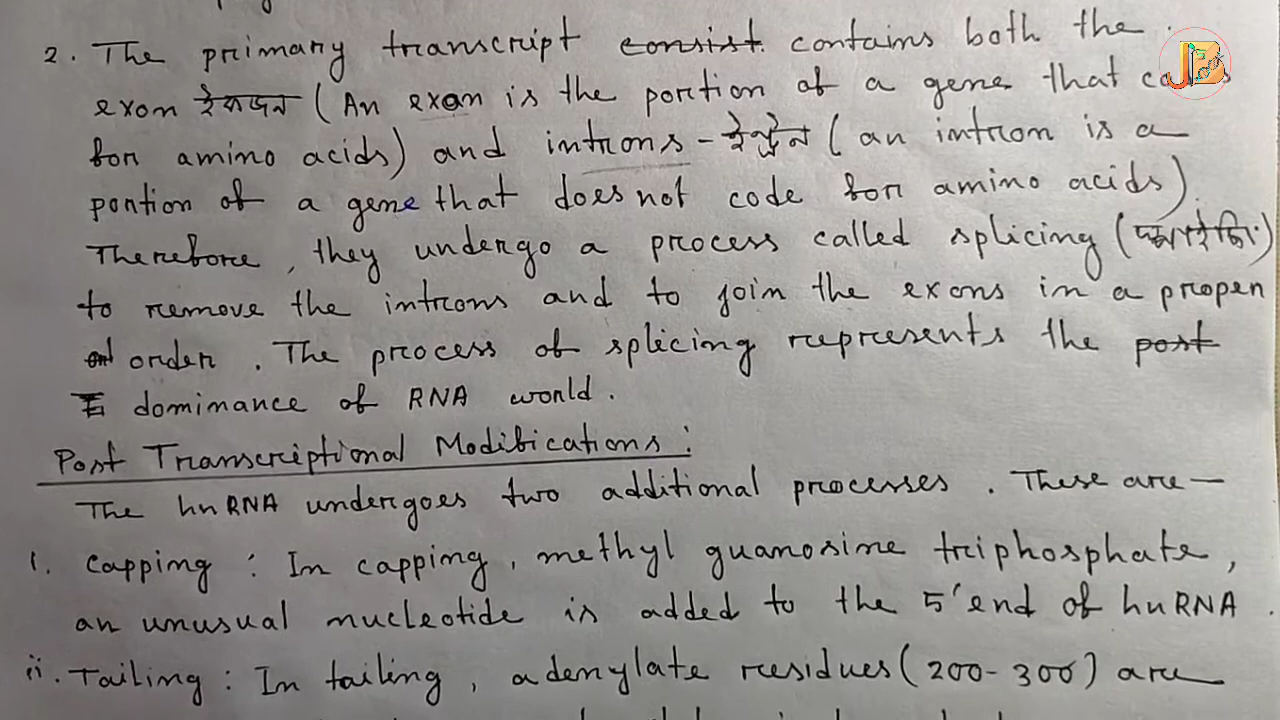 2. The primary transcript consist contains both the
exon (An exon is the portion of a gene that calls
for amino acids) and introns - (an intron is a
portion of a gene that does not code for amino acids)
Therefore, they undergo a process called splicing (
to remove the introns and to join the exons in a proper
order. The process of splicing represents the post
dominance of RNA world.
Post Transcriptional Modifications:
The hnRNA undergoes two additional processes. These are—
i. Capping: In capping, methyl guanosine triphosphate,
an unusual nucleotide is added to the 5' end of hnRNA.
ii. Tailing: In tailing, adenylate residues (200-300) are